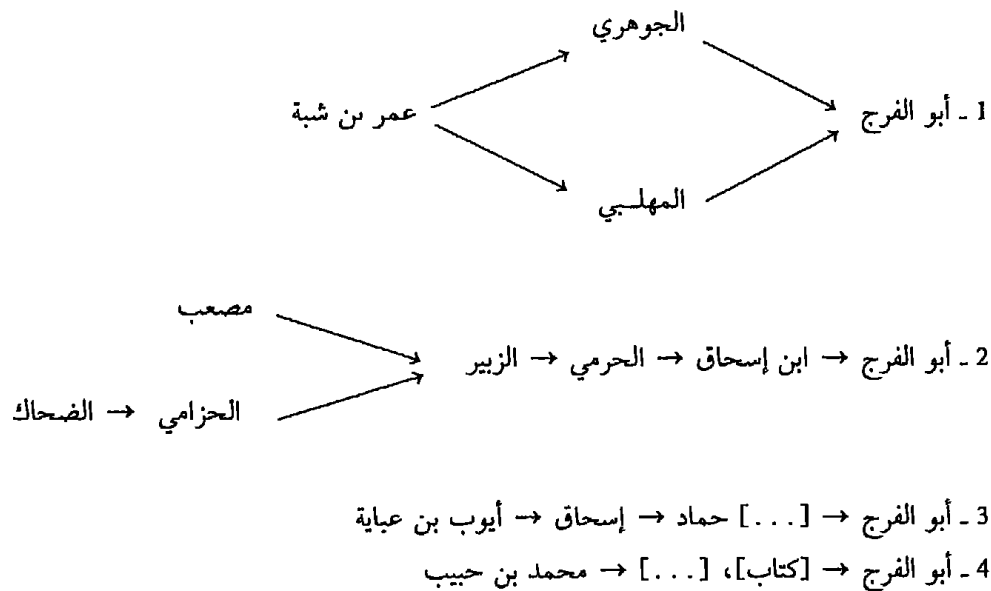 الجوهري
1 ـ أبو الفرج عمر بن شبة
المهلبي
مصعب
2 ـ أبو الفرج → ابن إسحاق → الحرمي → الزبير
الحزامي → الضحاك
3 ـ أبو الفرج → [...] حماد → إسحاق → أيوب بن عباية
4 ـ أبو الفرج → [كتاب]، [...] → محمد بن حبيب